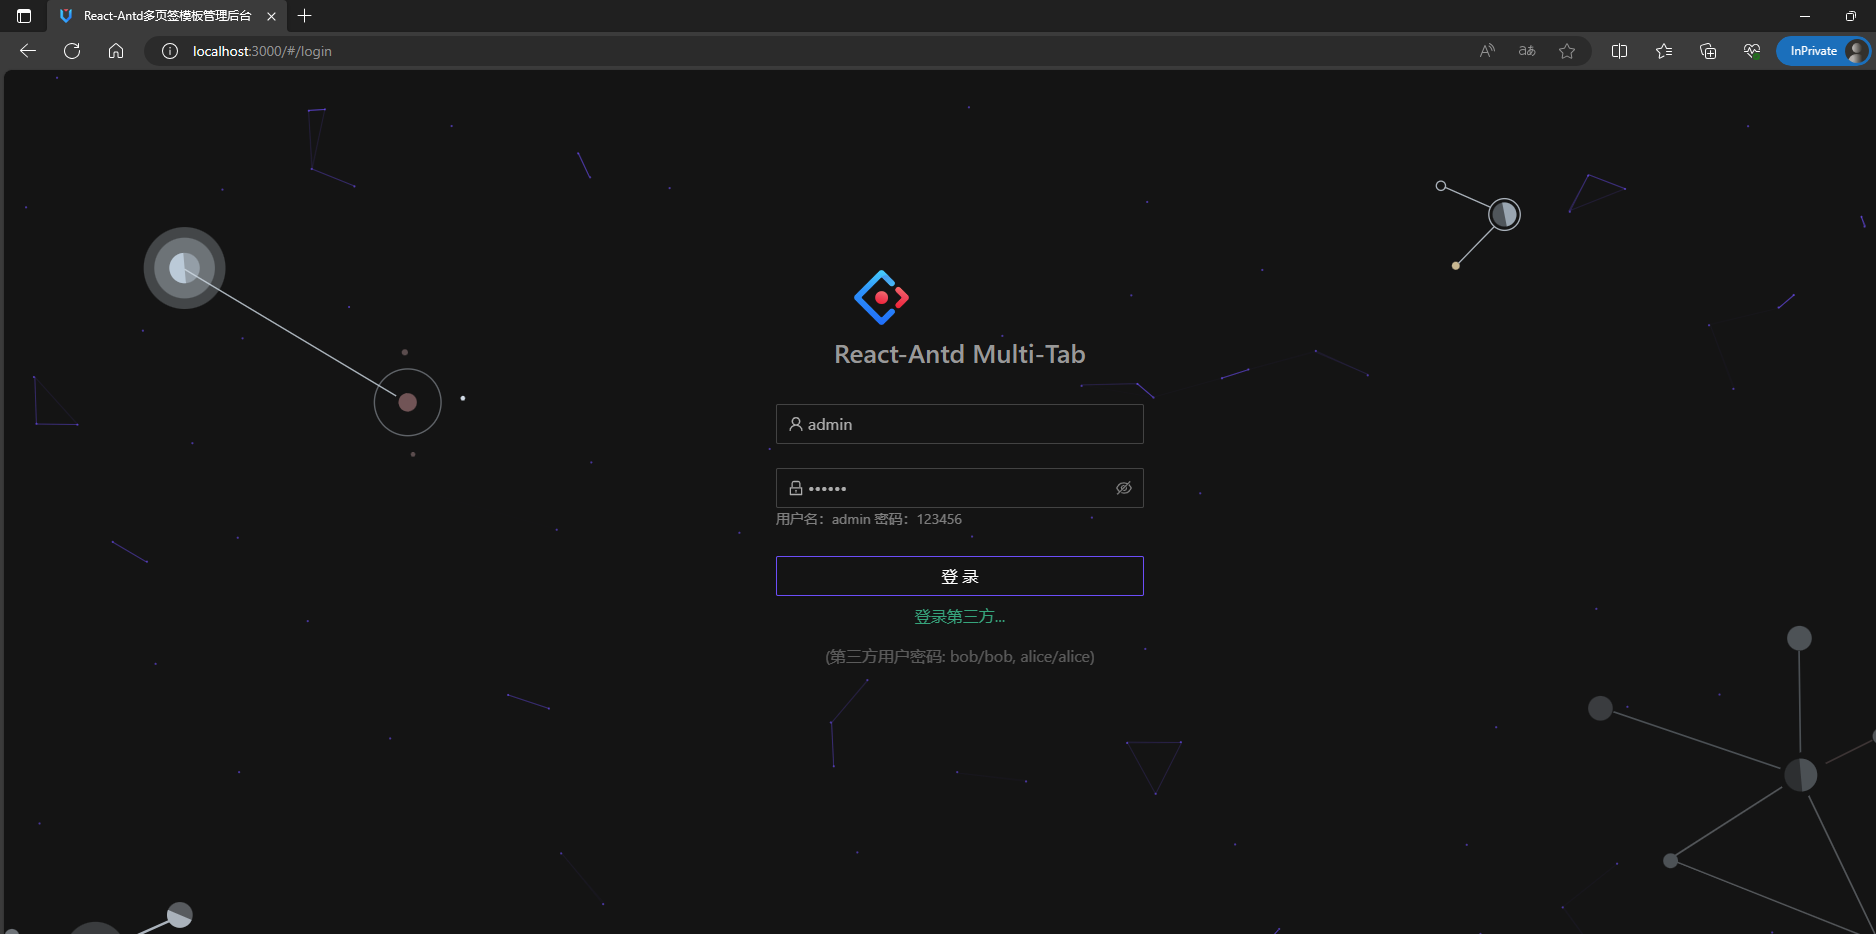 React-Antd多页签模板管理后台
localhost:3000/#/login
InPrivate
React-Antd Multi-Tab
admin
••••••
用户名：admin 密码：123456
登 录
登录第三方...
(第三方用户密码: bob/bob, alice/alice)